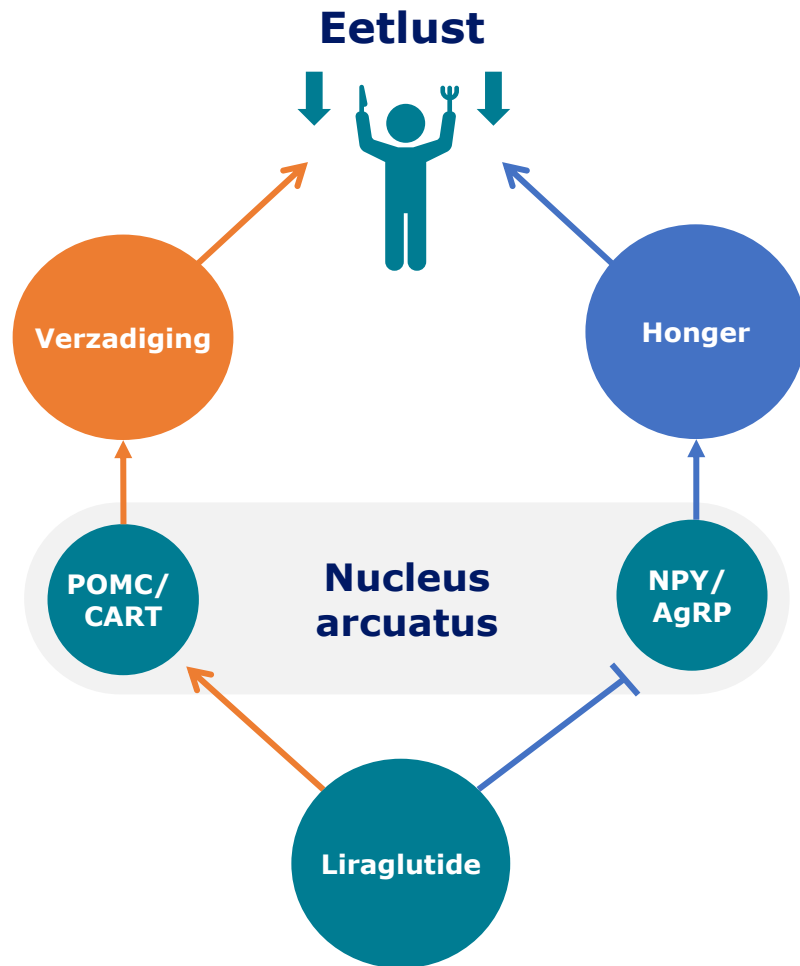 Eetlust
Verzadiging
Honger
POMC/
CART
Nucleus
arcuatus
NPY/
AgRP
Liraglutide